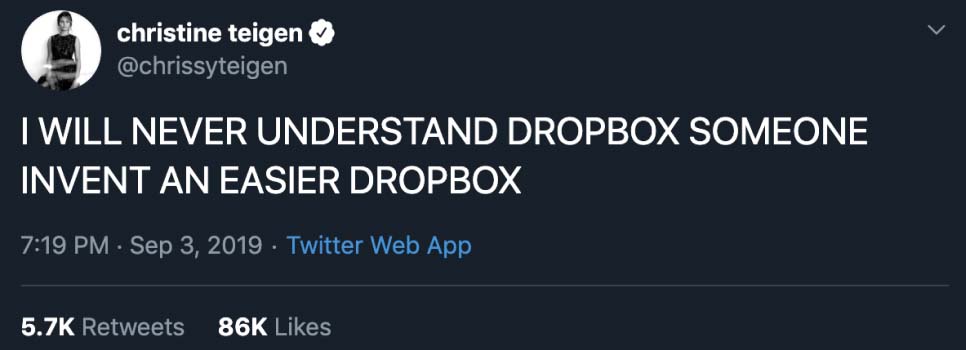 christine teigen
@chrissyteigen
I WILL NEVER UNDERSTAND DROPBOX SOMEONE
INVENT AN EASIER DROPBOX
7:19 PM · Sep 3, 2019 · Twitter Web App
5.7K Retweets 86K Likes